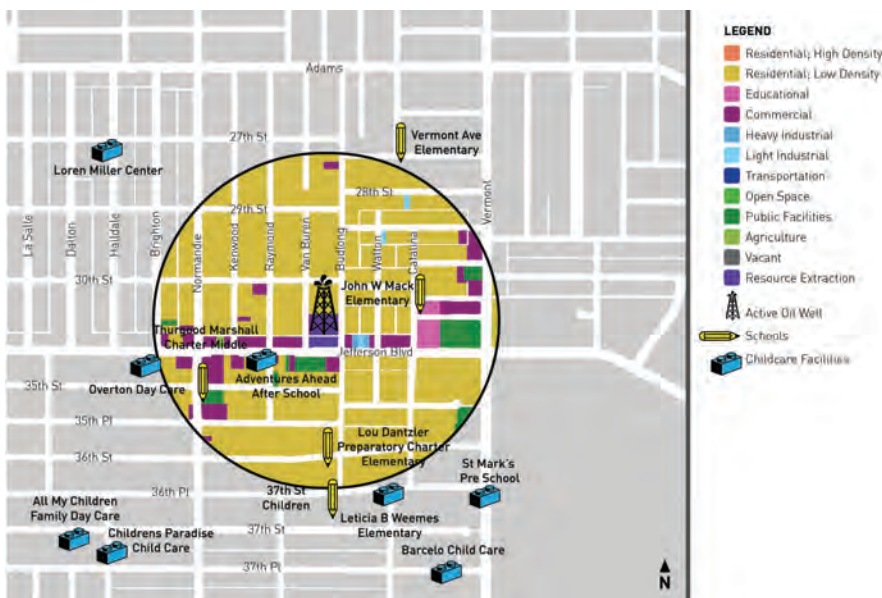 LEGEND
Residential; High Density
Residential; Low Density
Educational
Commercial
Heavy Industrial
Light Industrial
Transportation
Open Space
Public Facilities
Agriculture
Vacant
Resource Extraction
Active Oil Well
Schools
Childcare Facilities
Adams
27th St
Vermont Ave
Elementary
Loren Miller Center
28th St
29th St
La Salle
Dalton
Halldale
Brighton
Normandie
Kenwood
Raymond
Van Buren
Budlong
Walton
Catalina
Vermont
30th St
John W Mack
Elementary
Thurgood Marshall
Charter Middle
Jefferson Blvd
Overton Day Care
Adventures Ahead
After School
35th St
35th Pl
Lou Dantzler
Preparatory Charter
Elementary
36th St
St Mark's
Pre School
36th Pl
37th St
Children
All My Children
Family Day Care
Leticia B Weemes
Elementary
Childrens Paradise
Child Care
37th St
Barcelo Child Care
37th Pl
N